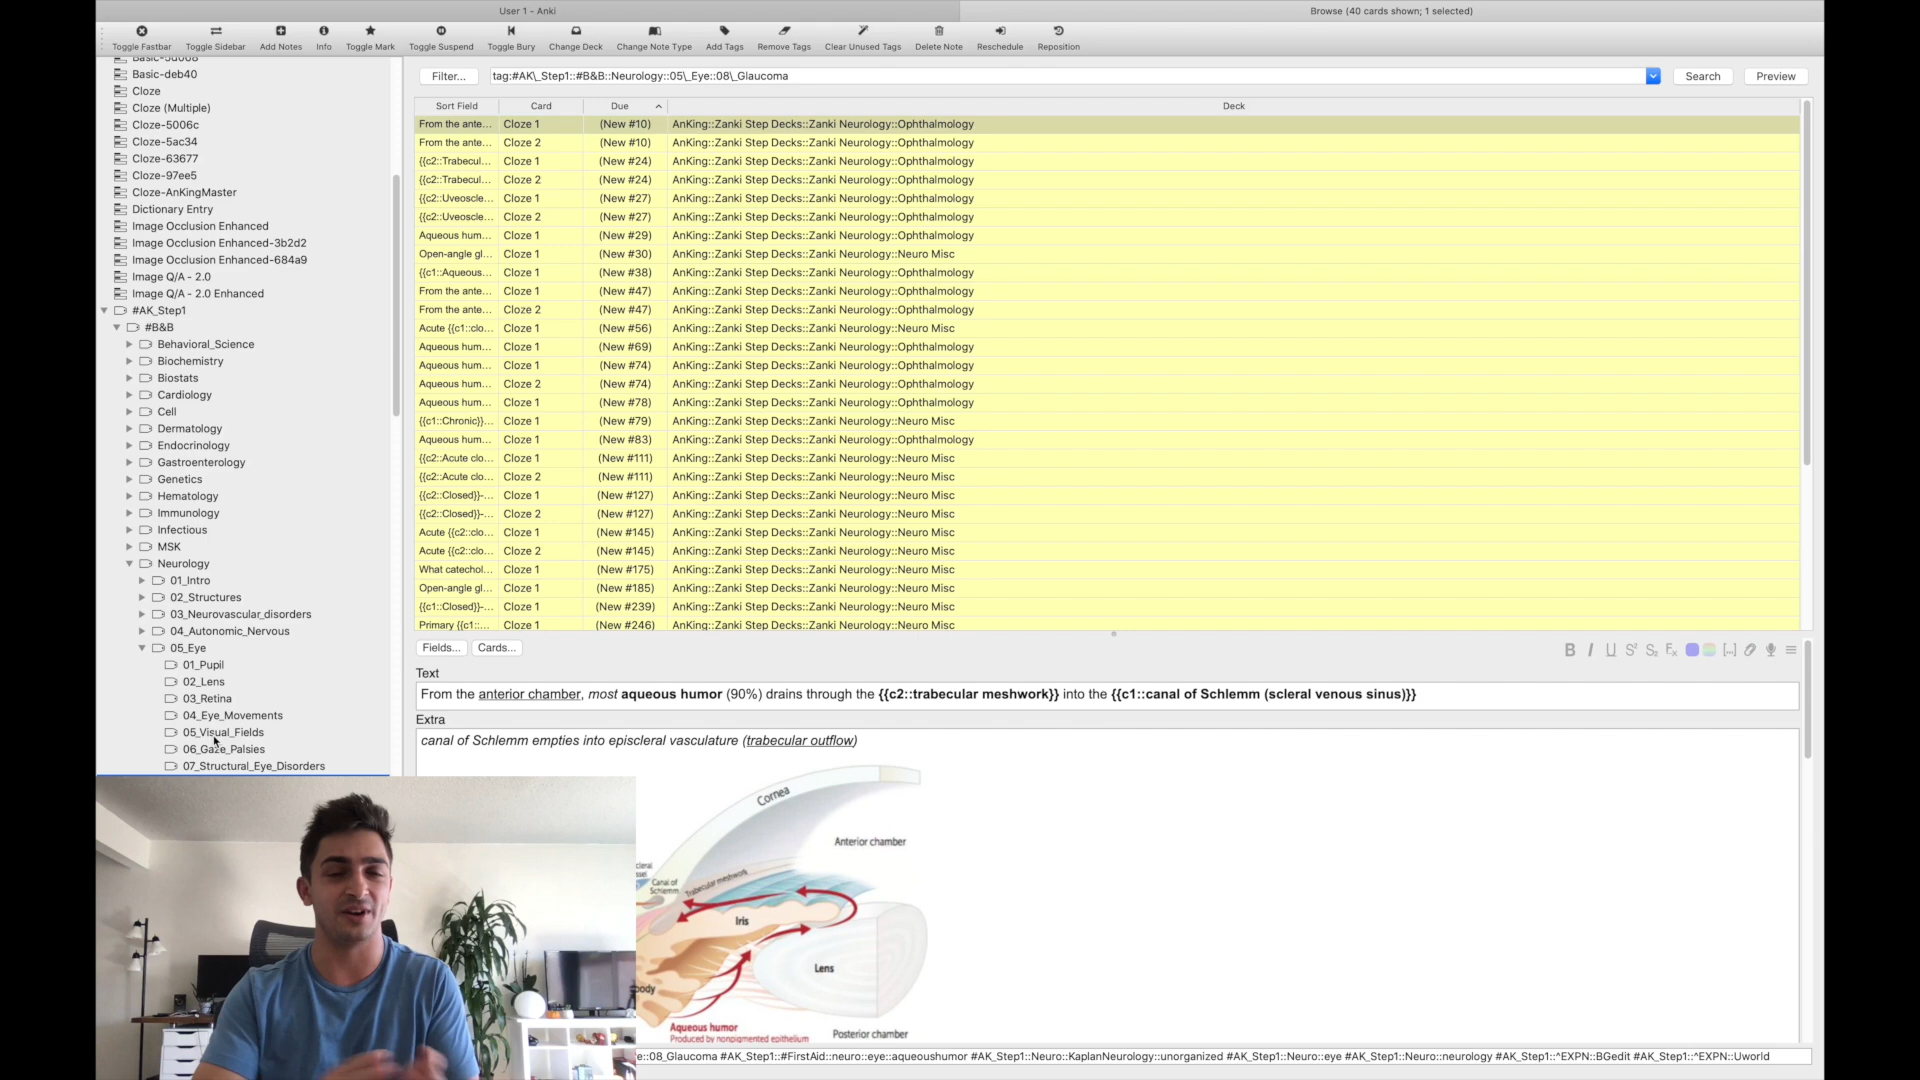 User 1 - Anki
Browse (40 cards shown; 1 selected)
Toggle Fastbar
Toggle Sidebar
Add Notes
Info
Toggle Mark
Toggle Suspend
Toggle Bury
Change Deck
Change Note Type
Add Tags
Remove Tags
Clear Unused Tags
Delete Note
Reschedule
Reposition
Basic-5d068
Basic-deb40
Cloze
Cloze (Multiple)
Cloze-5006c
Cloze-5ac34
Cloze-63677
Cloze-97ee5
Cloze-AnKingMaster
Dictionary Entry
Image Occlusion Enhanced
Image Occlusion Enhanced-3b2d2
Image Occlusion Enhanced-684a9
Image Q/A - 2.0
Image Q/A - 2.0 Enhanced
#AK_Step1
#B&B
Behavioral_Science
Biochemistry
Biostats
Cardiology
Cell
Dermatology
Endocrinology
Gastroenterology
Genetics
Hematology
Immunology
Infectious
MSK
Neurology
01_Intro
02_Structures
03_Neurovascular_disorders
04_Autonomic_Nervous
05_Eye
01_Pupil
02_Lens
03_Retina
04_Eye_Movements
05_Visual_Fields
06_Gaze_Palsies
07_Structural_Eye_Disorders
Filter...
tag:#AK\_Step1::#B&B::Neurology::05\_Eye::08\_Glaucoma
Search
Preview
Sort Field Card Due Deck
From the ante... Cloze 1 (New #10) AnKing::Zanki Step Decks::Zanki Neurology::Ophthalmology
From the ante... Cloze 2 (New #10) AnKing::Zanki Step Decks::Zanki Neurology::Ophthalmology
{{c2::Trabecul... Cloze 1 (New #24) AnKing::Zanki Step Decks::Zanki Neurology::Ophthalmology
{{c2::Trabecul... Cloze 2 (New #24) AnKing::Zanki Step Decks::Zanki Neurology::Ophthalmology
{{c2::Uveoscle... Cloze 1 (New #27) AnKing::Zanki Step Decks::Zanki Neurology::Ophthalmology
{{c2::Uveoscle... Cloze 2 (New #27) AnKing::Zanki Step Decks::Zanki Neurology::Ophthalmology
Aqueous hum... Cloze 1 (New #29) AnKing::Zanki Step Decks::Zanki Neurology::Ophthalmology
Open-angle gl... Cloze 1 (New #30) AnKing::Zanki Step Decks::Zanki Neurology::Neuro Misc
{{c1::Aqueous... Cloze 1 (New #38) AnKing::Zanki Step Decks::Zanki Neurology::Ophthalmology
From the ante... Cloze 1 (New #47) AnKing::Zanki Step Decks::Zanki Neurology::Ophthalmology
From the ante... Cloze 2 (New #47) AnKing::Zanki Step Decks::Zanki Neurology::Ophthalmology
Acute {{c1::clo... Cloze 1 (New #56) AnKing::Zanki Step Decks::Zanki Neurology::Neuro Misc
Aqueous hum... Cloze 1 (New #69) AnKing::Zanki Step Decks::Zanki Neurology::Ophthalmology
Aqueous hum... Cloze 1 (New #74) AnKing::Zanki Step Decks::Zanki Neurology::Ophthalmology
Aqueous hum... Cloze 2 (New #74) AnKing::Zanki Step Decks::Zanki Neurology::Ophthalmology
Aqueous hum... Cloze 1 (New #78) AnKing::Zanki Step Decks::Zanki Neurology::Ophthalmology
{{c1::Chronic}}... Cloze 1 (New #79) AnKing::Zanki Step Decks::Zanki Neurology::Neuro Misc
Aqueous hum... Cloze 1 (New #83) AnKing::Zanki Step Decks::Zanki Neurology::Ophthalmology
{{c2::Acute clo... Cloze 1 (New #111) AnKing::Zanki Step Decks::Zanki Neurology::Neuro Misc
{{c2::Acute clo... Cloze 2 (New #111) AnKing::Zanki Step Decks::Zanki Neurology::Neuro Misc
{{c2::Closed}}-... Cloze 1 (New #127) AnKing::Zanki Step Decks::Zanki Neurology::Neuro Misc
{{c2::Closed}}-... Cloze 2 (New #127) AnKing::Zanki Step Decks::Zanki Neurology::Neuro Misc
Acute {{c2::clo... Cloze 1 (New #145) AnKing::Zanki Step Decks::Zanki Neurology::Neuro Misc
Acute {{c2::clo... Cloze 2 (New #145) AnKing::Zanki Step Decks::Zanki Neurology::Neuro Misc
What catechol... Cloze 1 (New #175) AnKing::Zanki Step Decks::Zanki Neurology::Neuro Misc
Open-angle gl... Cloze 1 (New #185) AnKing::Zanki Step Decks::Zanki Neurology::Neuro Misc
{{c1::Closed}}-... Cloze 1 (New #239) AnKing::Zanki Step Decks::Zanki Neurology::Neuro Misc
Primary {{c1::... Cloze 1 (New #246) AnKing::Zanki Step Decks::Zanki Neurology::Neuro Misc
Fields...
Cards...
Text
From the anterior chamber, most aqueous humor (90%) drains through the {{c2::trabecular meshwork}} into the {{c1::canal of Schlemm (scleral venous sinus)}}
Extra
canal of Schlemm empties into episcleral vasculature (trabecular outflow)
Cornea
Anterior chamber
Canal of
Schlemm
Trabecular meshwork
Iris
Lens
body
Aqueous humor
Produced by nonpigmented epithelium
Posterior chamber
::08_Glaucoma #AK_Step1::#FirstAid::neuro::eye::aqueoushumor #AK_Step1::Neuro::KaplanNeurology::unorganized #AK_Step1::Neuro::eye #AK_Step1::Neuro::neurology #AK_Step1::^EXPN::BGedit #AK_Step1::^EXPN::Uworld